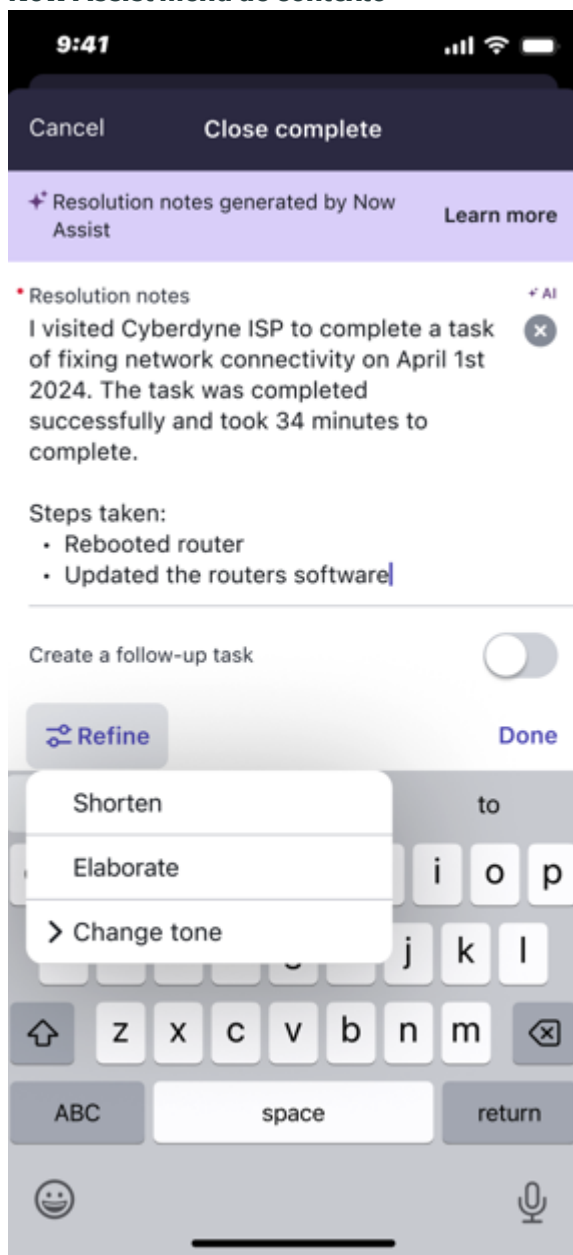 9:41
Cancel
Close complete
Resolution notes generated by Now
Assist
Learn more
* Resolution notes
AI
I visited Cyberdyne ISP to complete a task
of fixing network connectivity on April 1st
2024. The task was completed
successfully and took 34 minutes to
complete.
Steps taken:
• Rebooted router
• Updated the routers software
Create a follow-up task
Refine
Done
Shorten
to
Elaborate
i o p
Change tone
j k l
z x c v b n m
ABC
space
return